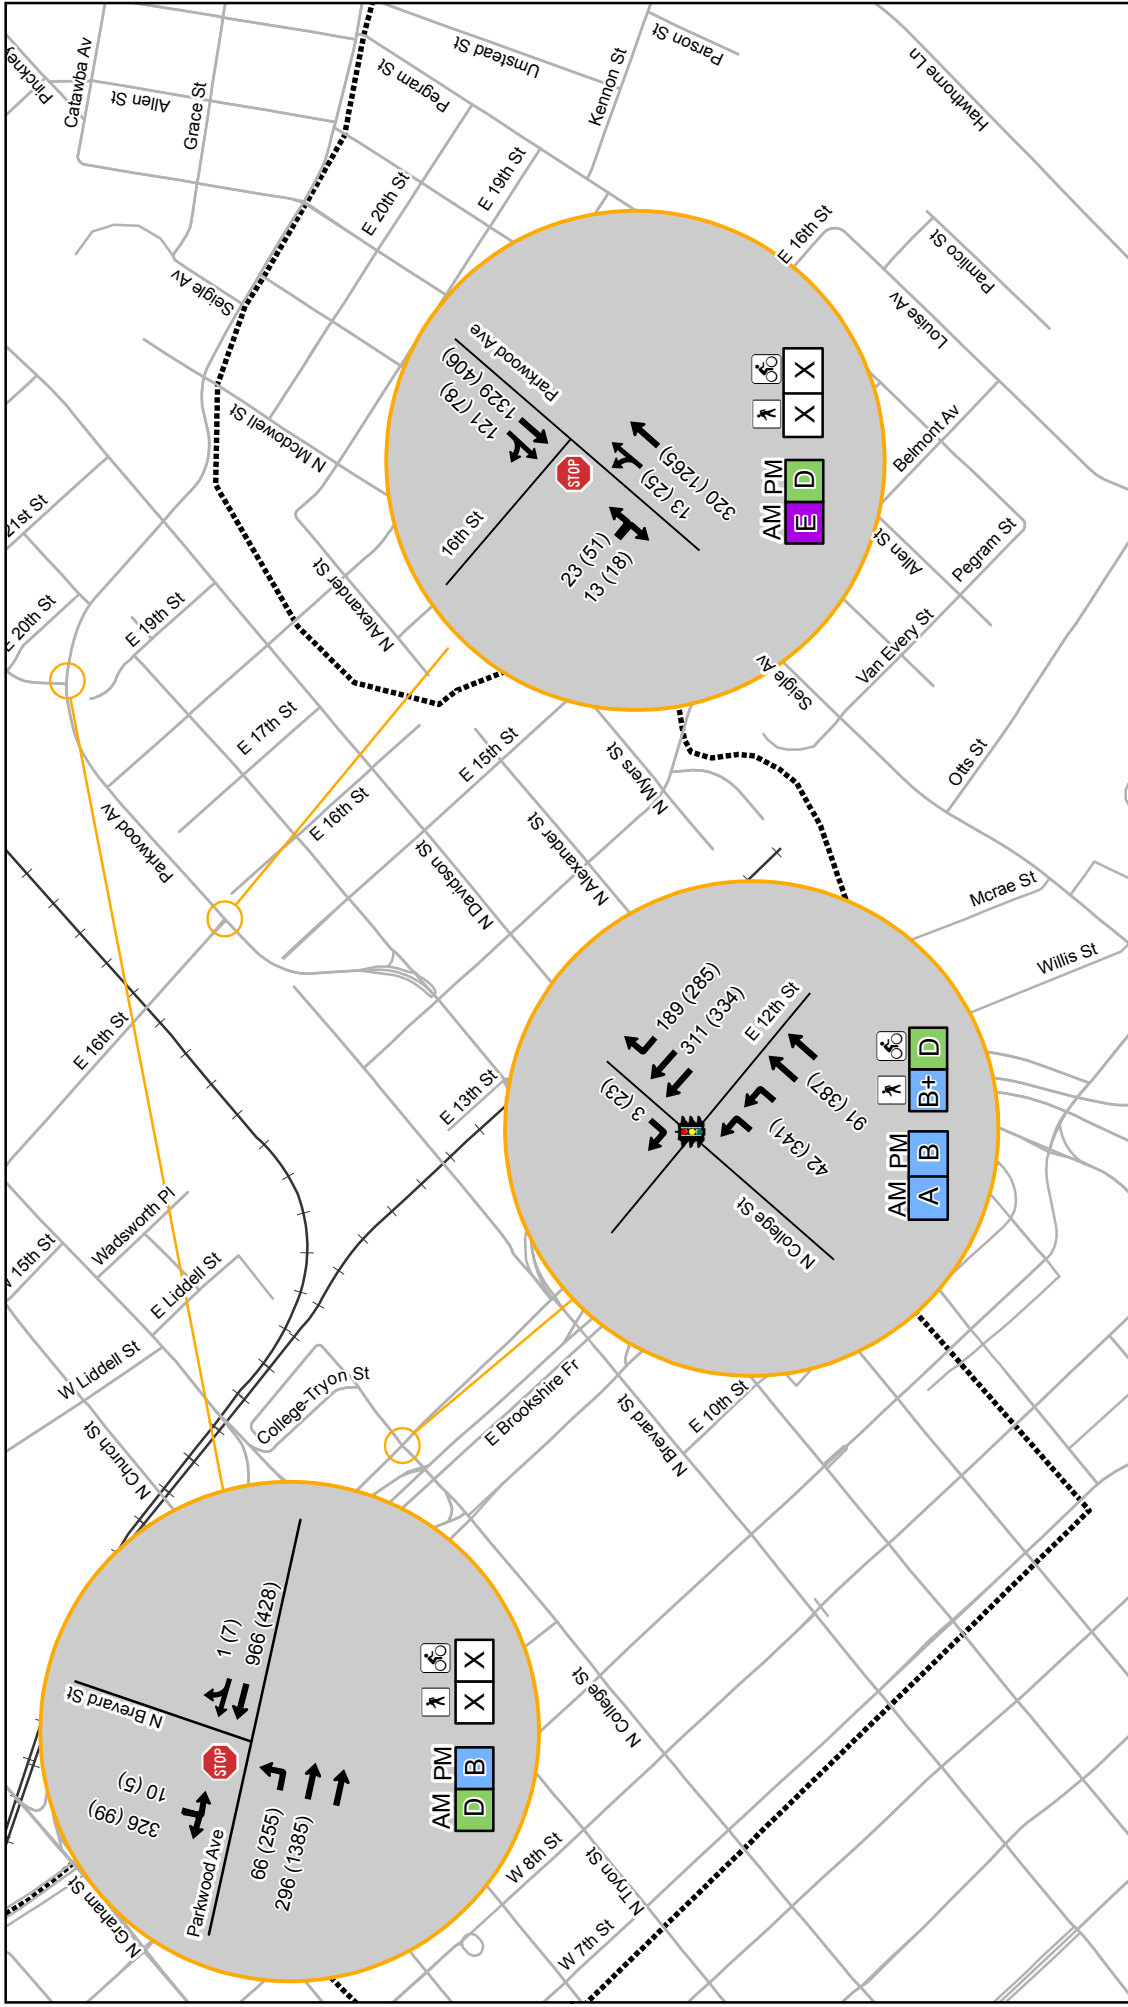 Pinckney
Catawba Av
Allen St
Grace St
Pegram St
Umstead St
Kennon St
Parson St
Hawthorne Ln
E 20th St
E 19th St
Seigle Av
N Mcdowell St
E 16th St
Pamlico St
Louise Av
Belmont Av
Allen St
Pegram St
Van Every St
Seigle Av
Otts St
21st St
E 20th St
E 19th St
N Alexander St
E 17th St
E 16th St
E 15th St
N Myers St
N Alexander St
N Davidson St
Parkwood Av
E 16th St
E 13th St
Mcrae St
Willis St
W 15th St
Wadsworth Pl
E Liddell St
W Liddell St
N Church St
College-Tryon St
E Brookshire Fr
N Brevard St
E 10th St
N College St
W 8th St
N Tryon St
W 7th St
N Graham St
Parkwood Ave
121 (78)
1329 (406)
16th St
STOP
23 (51)
13 (18)
13 (25)
320 (1265)
AM PM
E D
X X
189 (285)
311 (334)
3 (23)
E 12th St
N College St
42 (341)
91 (387)
AM PM
A B
B+ D
N Brevard St
1 (7)
966 (428)
STOP
10 (5)
326 (99)
Parkwood Ave
66 (255)
296 (1385)
AM PM
D B
X X